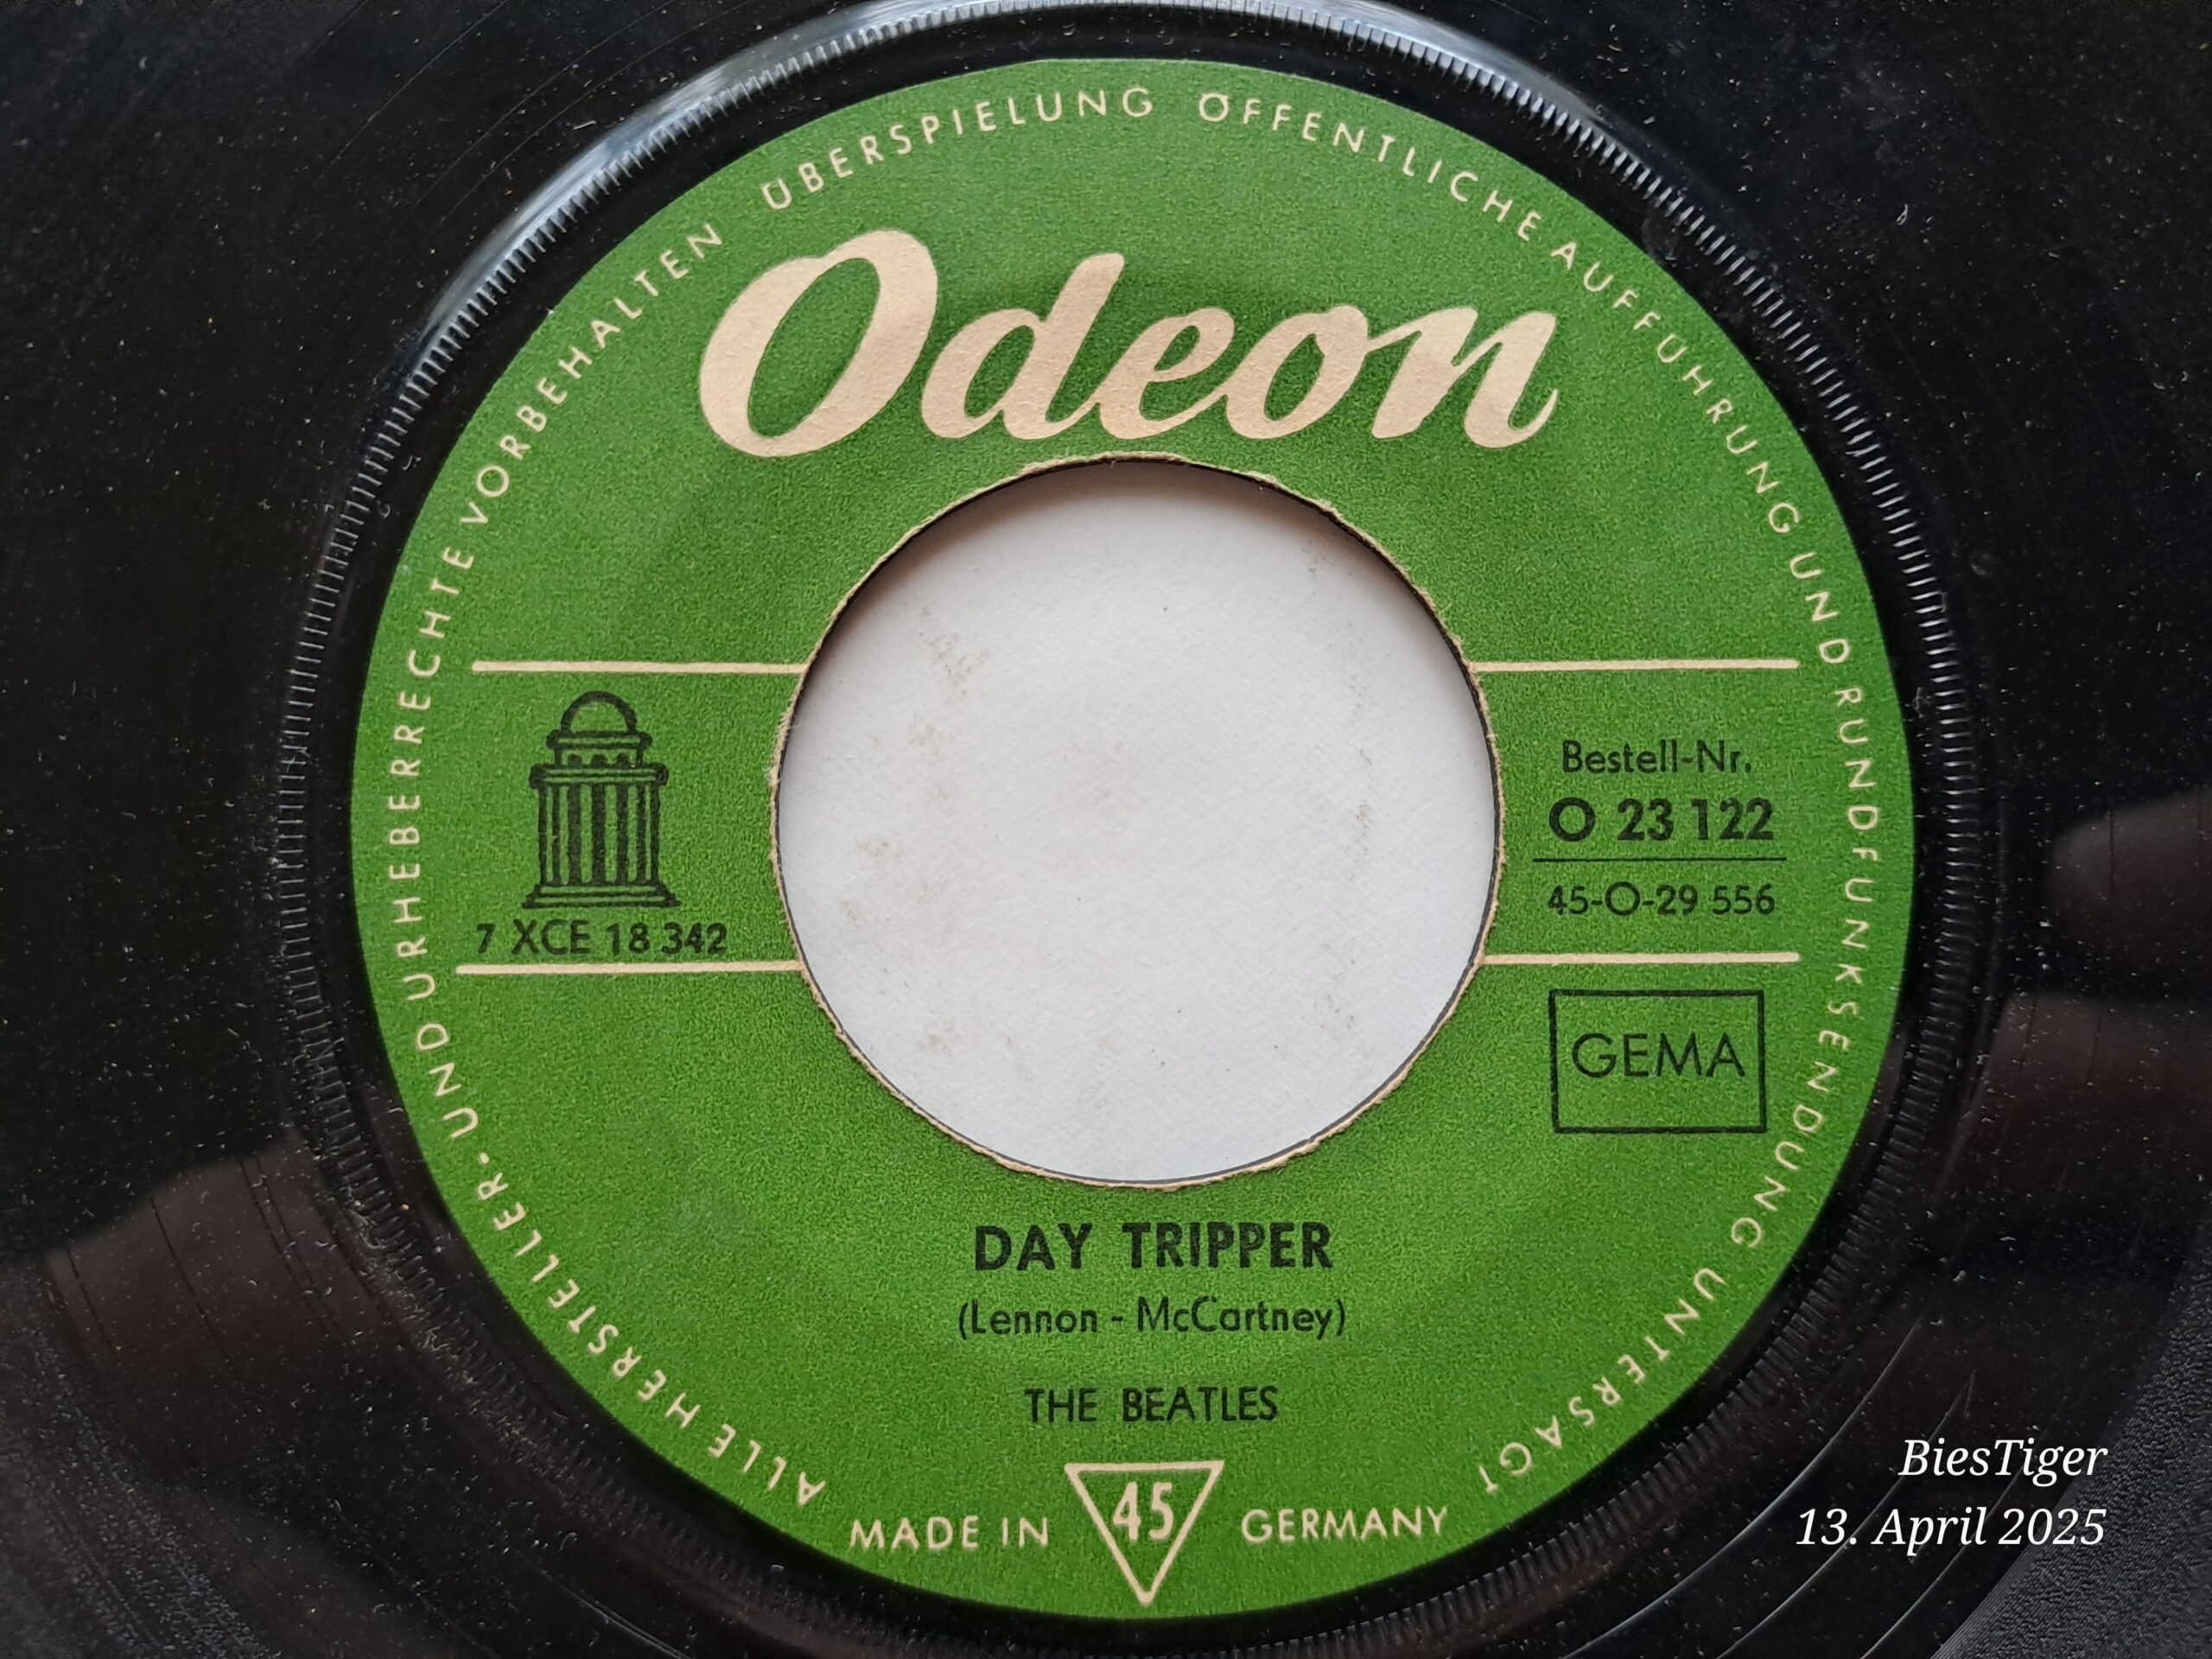 ALLE HERSTELLER- UND URHEBERRECHTE VORBEHALTEN ÜBERSPIELUNG ÖFFENTLICHE AUFFÜHRUNG UND RUNDFUNKSENDUNG UNTERSAGT
Odeon
7 XCE 18 342
Bestell-Nr.
O 23 122
45-O-29 556
GEMA
DAY TRIPPER
(Lennon - McCartney)
THE BEATLES
MADE IN 45 GERMANY
BiesTiger
13. April 2025